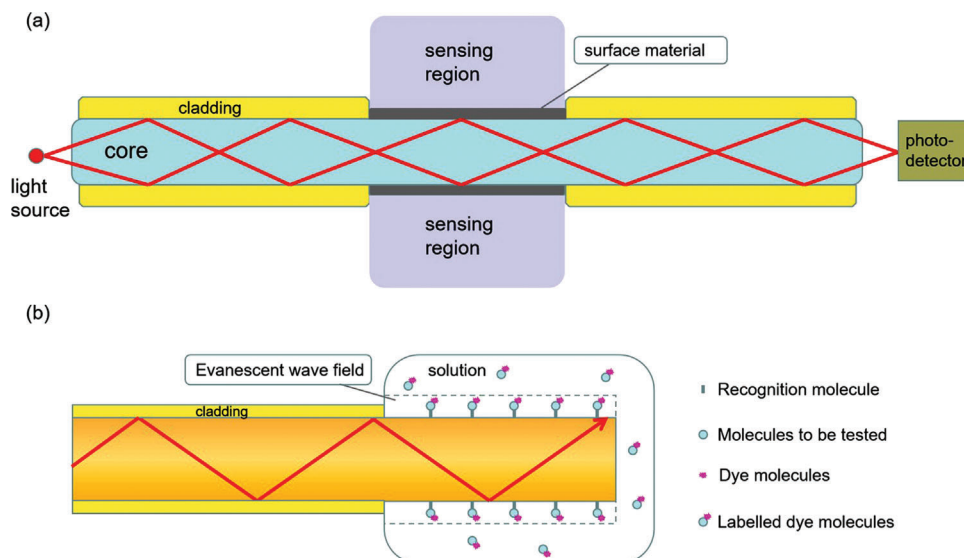 (a)
sensing
region
surface material
cladding
core
light
source
photo-
detector
sensing
region
(b)
Evanescent wave field
solution
cladding
Recognition molecule
Molecules to be tested
Dye molecules
Labelled dye molecules